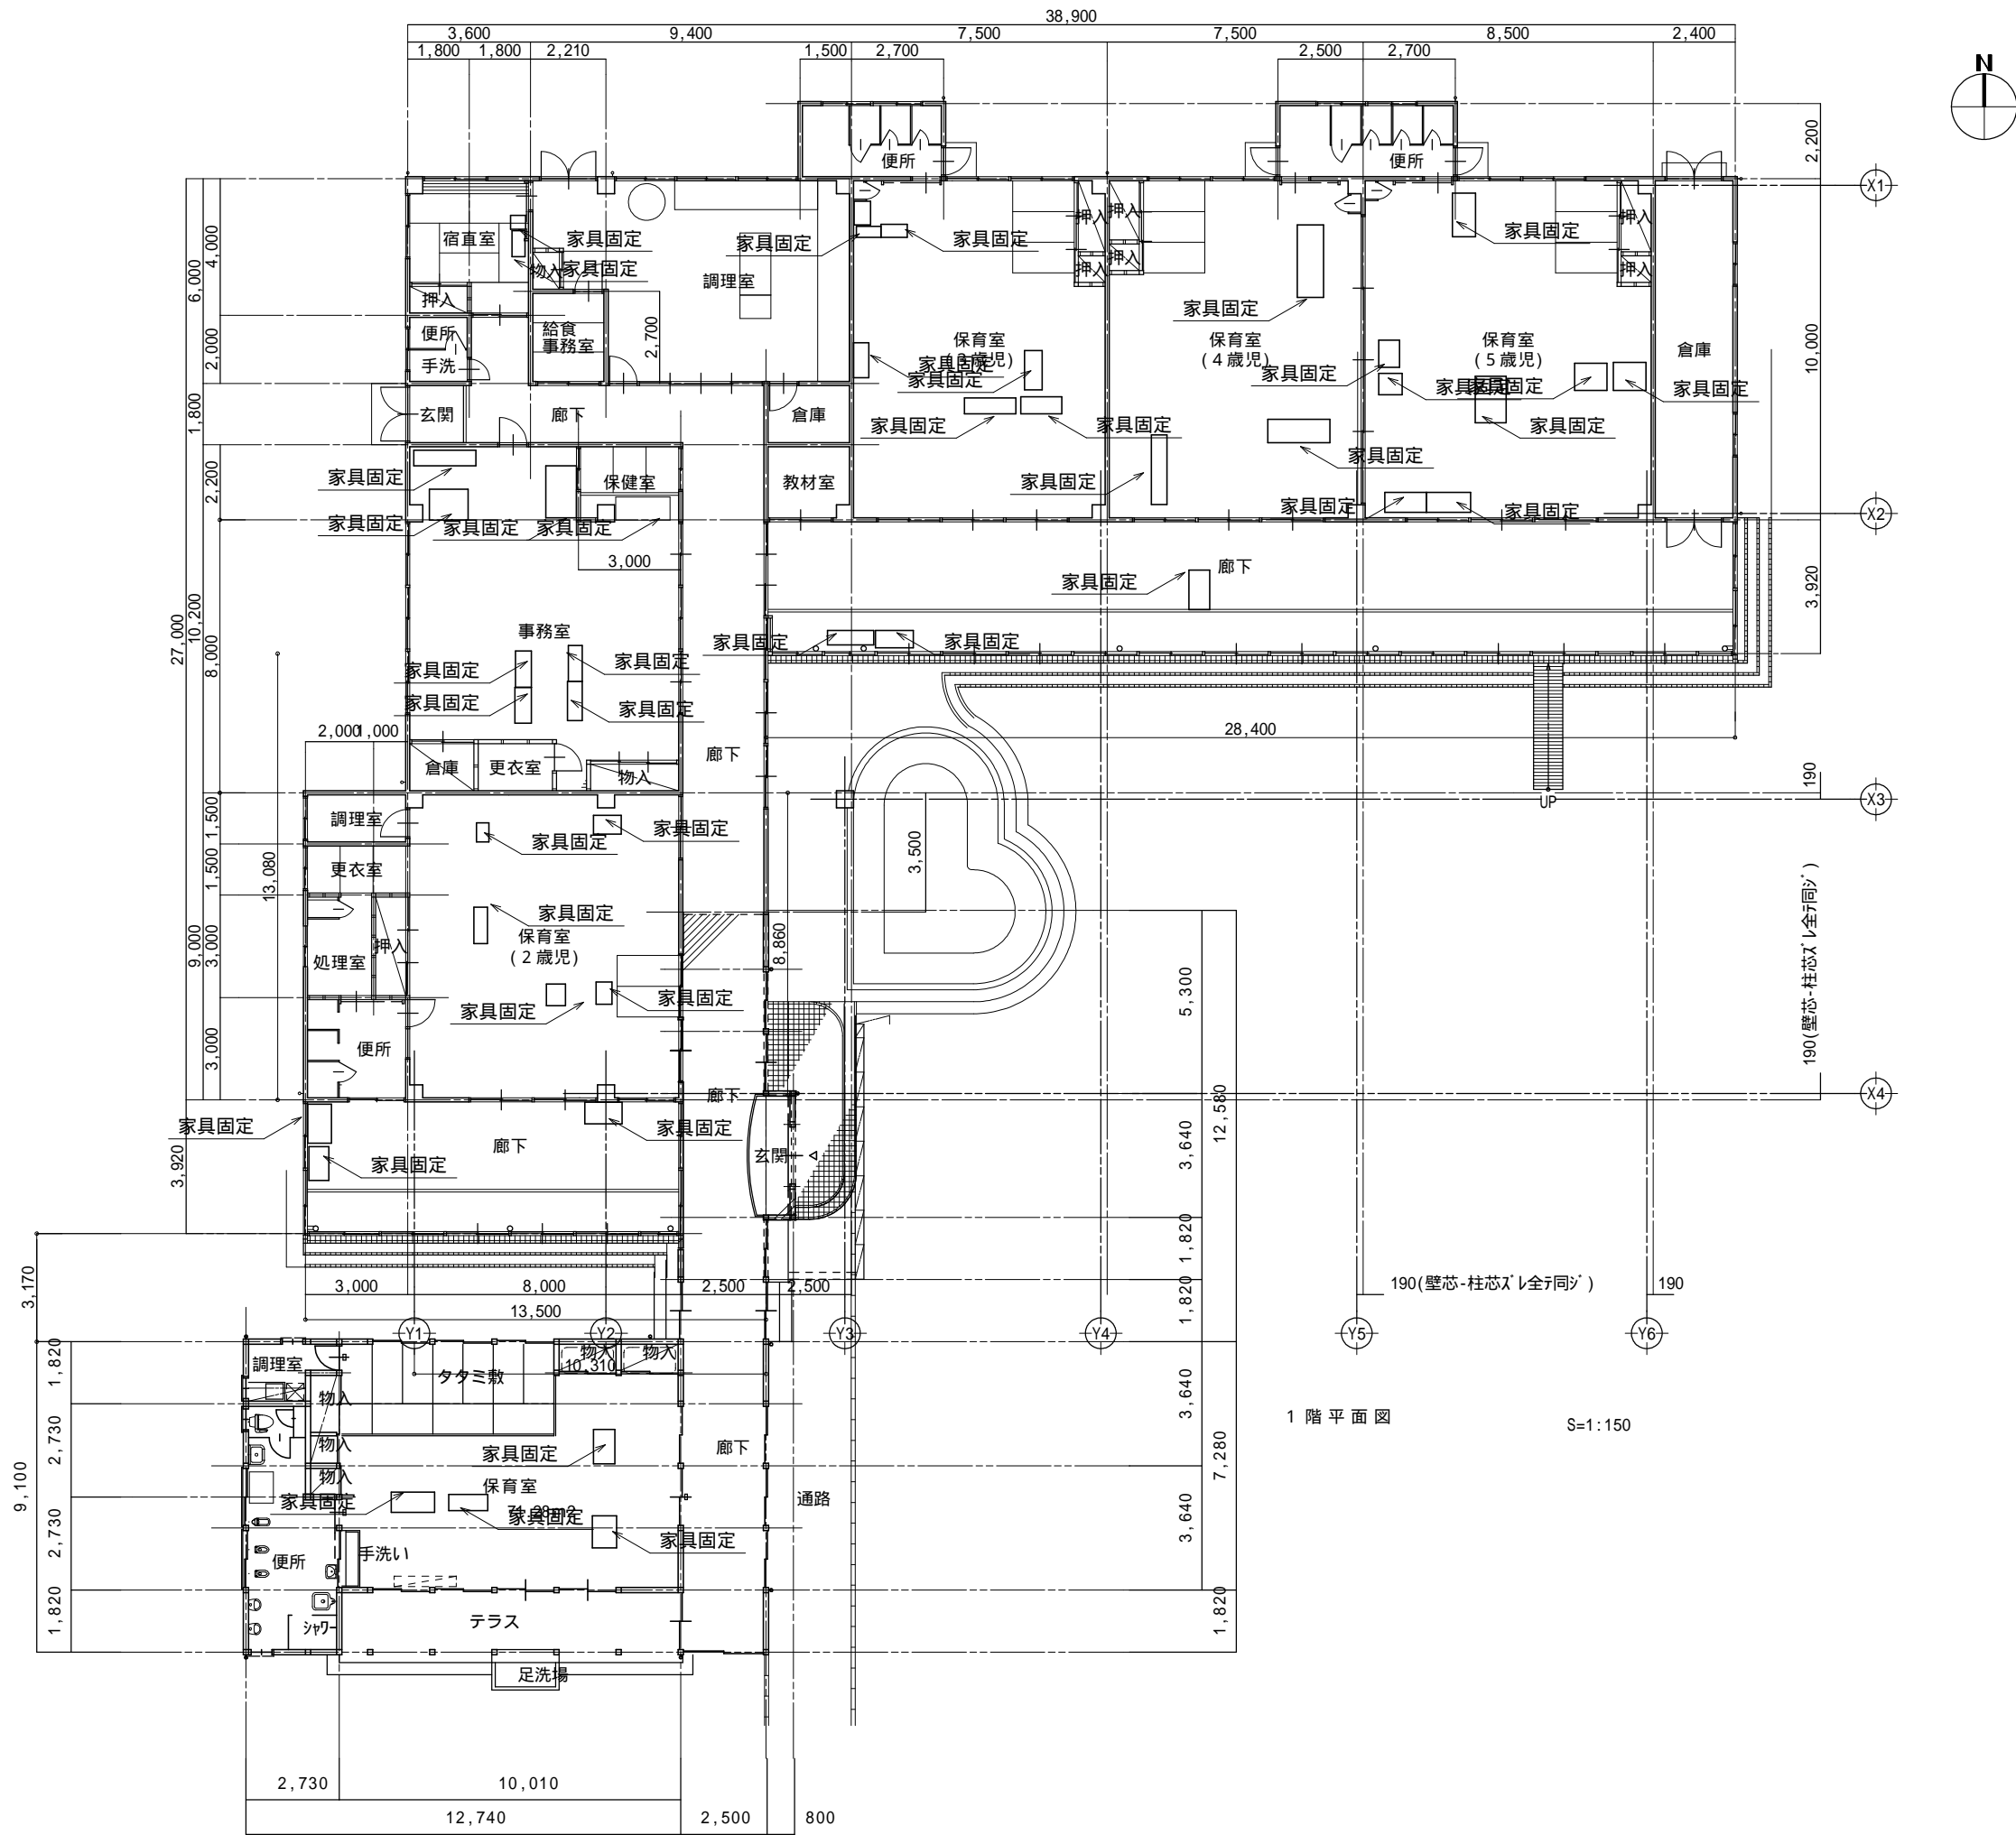 38,900
3,600
9,400
7,500
7,500
8,500
2,400
1,800
1,800
2,210
1,500
2,700
2,500
2,700
N
2,200
便所
便所
X1
4,000
6,000
宿直室
家具固定
家具固定
物入
家具固定
家具固定
調理室
押入
押入
押入
押入
押入
押入
家具固定
押入
家具固定
便所
手洗
給食
事務室
2,700
2,000
保育室
(3歳児)
家具固定
家具固定
保育室
(4歳児)
家具固定
保育室
(5歳児)
家具固定
家具固定
家具固定
倉庫
10,000
1,800
玄関
廊下
倉庫
家具固定
家具固定
家具固定
家具固定
2,200
家具固定
保健室
教材室
家具固定
家具固定
家具固定
家具固定
家具固定
家具固定
X2
3,000
家具固定
廊下
3,920
27,000
10,200
8,000
事務室
家具固定
家具固定
家具固定
家具固定
家具固定
家具固定
2,000
1,000
28,400
倉庫
更衣室
物入
廊下
190
UP
X3
1,500
調理室
家具固定
家具固定
3,500
1,500
13,080
更衣室
190(壁芯-柱芯ズレ全テ同ジ)
9,000
3,000
処理室
押入
家具固定
保育室
(2歳児)
8,860
家具固定
家具固定
5,300
3,000
便所
廊下
X4
12,580
家具固定
家具固定
廊下
家具固定
玄関
3,640
3,920
1,820
3,170
3,000
8,000
2,500
2,500
1,820
190(壁芯-柱芯ズレ全テ同ジ)
190
13,500
Y1
Y2
Y3
Y4
Y5
Y6
1,820
調理室
タタミ敷
物入
物入
10,310
物入
3,640
1階平面図
S=1:150
2,730
物入
家具固定
廊下
7,280
9,100
物入
保育室
71.28m2
家具固定
家具固定
通路
2,730
家具固定
3,640
便所
手洗い
1,820
シャワー
テラス
1,820
足洗場
2,730
10,010
12,740
2,500
800